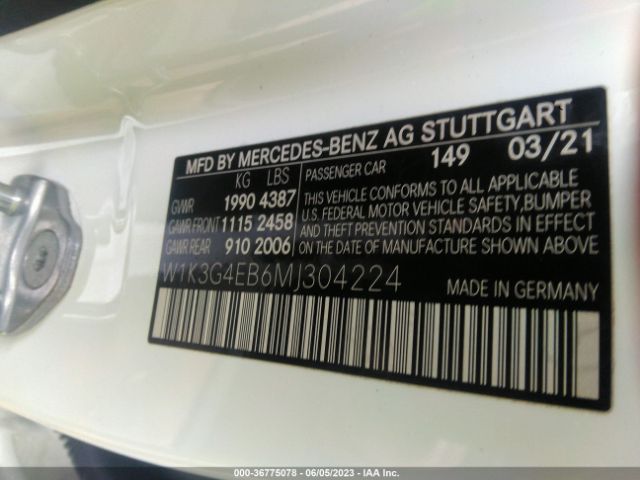 MFD BY MERCEDES-BENZ AG STUTTGART
KG LBS
GVWR 1990 4387
GAWR FRONT 1115 2458
GAWR REAR 910 2006
PASSENGER CAR 149 03/21
THIS VEHICLE CONFORMS TO ALL APPLICABLE
U.S. FEDERAL MOTOR VEHICLE SAFETY, BUMPER
AND THEFT PREVENTION STANDARDS IN EFFECT
ON THE DATE OF MANUFACTURE SHOWN ABOVE
W1K3G4EB6MJ304224
MADE IN GERMANY
000-36775078 - 06/05/2023 - IAA Inc.